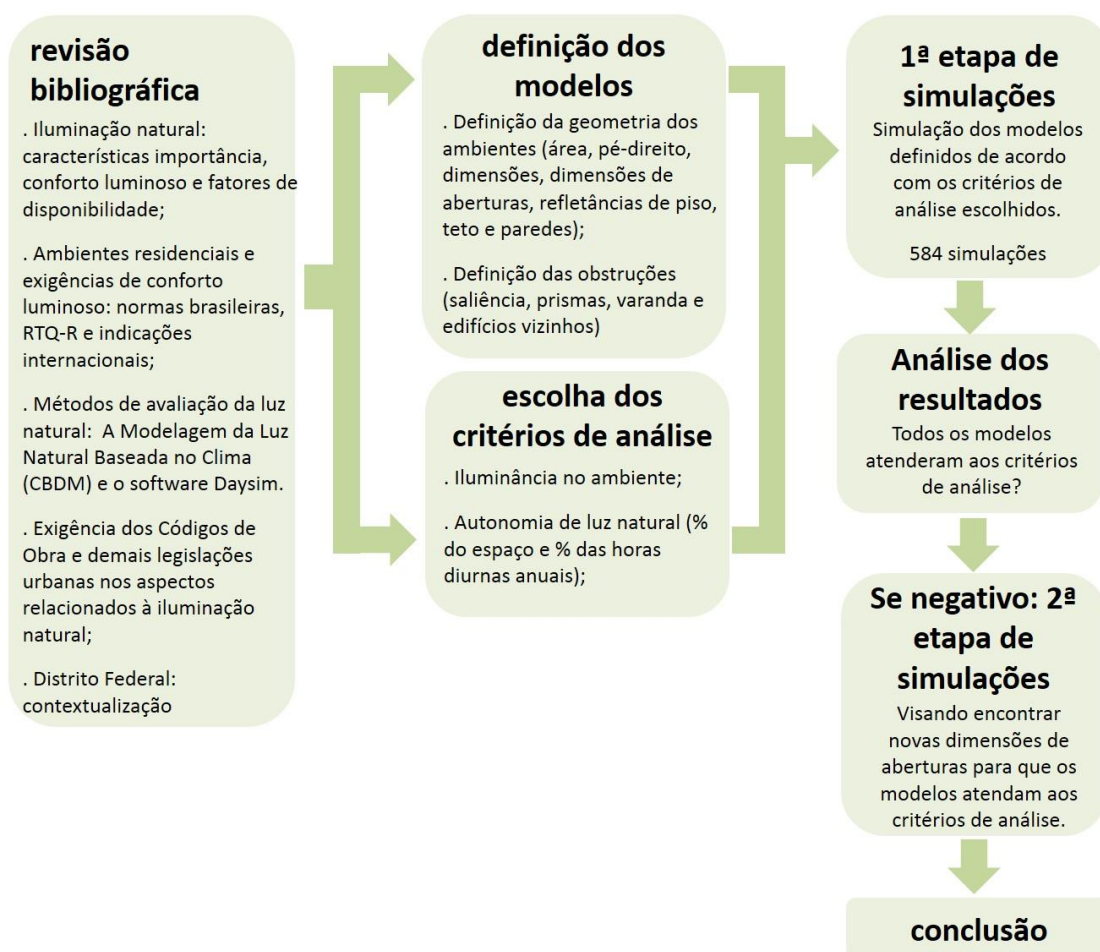 revisão
bibliográfica
. Iluminação natural:
características importância,
conforto luminoso e fatores de
disponibilidade;
. Ambientes residenciais e
exigências de conforto
luminoso: normas brasileiras,
RTQ-R e indicações
internacionais;
. Métodos de avaliação da luz
natural: A Modelagem da Luz
Natural Baseada no Clima
(CBDM) e o software Daysim.
. Exigência dos Códigos de
Obra e demais legislações
urbanas nos aspectos
relacionados à iluminação
natural;
. Distrito Federal:
contextualização
definição dos
modelos
. Definição da geometria dos
ambientes (área, pé-direito,
dimensões, dimensões de
aberturas, refletâncias de piso,
teto e paredes);
. Definição das obstruções
(saliência, prismas, varanda e
edifícios vizinhos)
escolha dos
critérios de análise
. Iluminância no ambiente;
. Autonomia de luz natural (%
do espaço e % das horas
diurnas anuais);
1ª etapa de
simulações
Simulação dos modelos
definidos de acordo
com os critérios de
análise escolhidos.
584 simulações
Análise dos
resultados
Todos os modelos
atenderam aos critérios
de análise?
Se negativo: 2ª
etapa de
simulações
Visando encontrar
novas dimensões de
aberturas para que os
modelos atendam aos
critérios de análise.
conclusão